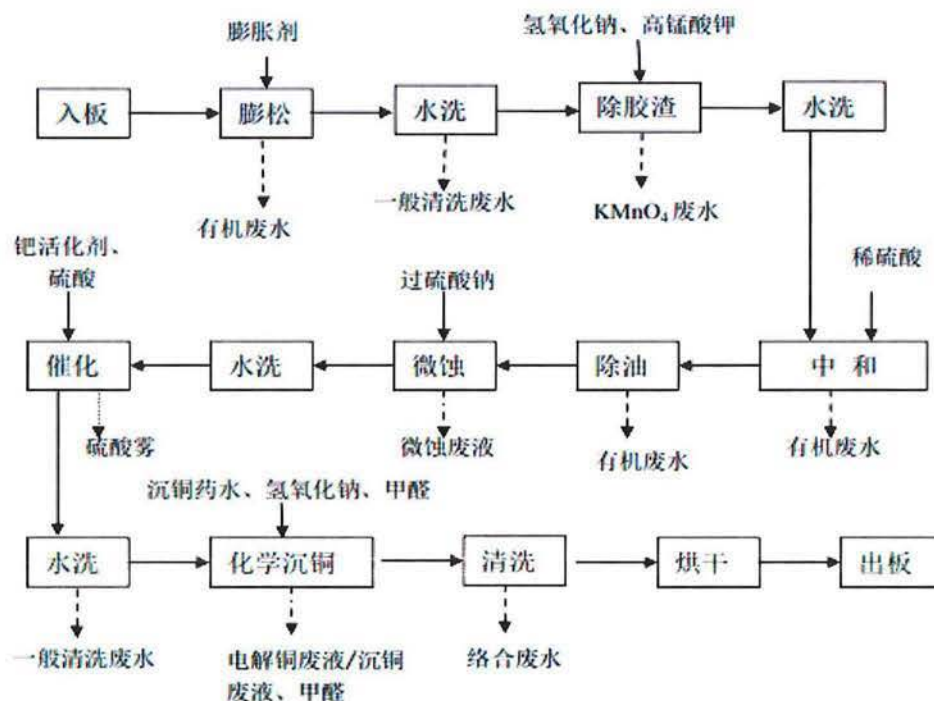 膨胀剂
氢氧化钠、高锰酸钾
入板
膨松
水洗
除胶渣
水洗
有机废水
一般清洗废水
KMnO₄废水
钯活化剂、
硫酸
过硫酸钠
稀硫酸
催化
水洗
微蚀
除油
中 和
硫酸雾
微蚀废液
有机废水
有机废水
沉铜药水、氢氧化钠、甲醛
水洗
化学沉铜
清洗
烘干
出板
一般清洗废水
电解铜废液/沉铜
废液、甲醛
络合废水